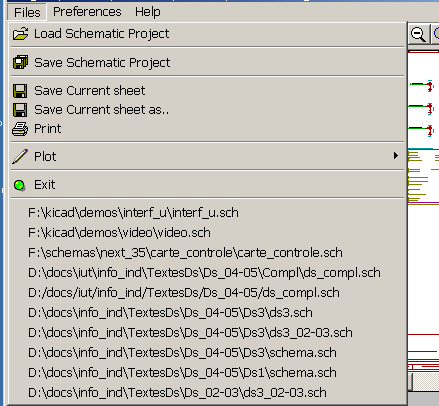 Files Preferences Help
Load Schematic Project
Save Schematic Project
Save Current sheet
Save Current sheet as..
Print
Plot
Exit
F:\kicad\demos\interf_u\interf_u.sch
F:\kicad\demos\video\video.sch
F:\schemas\next_35\carte_controle\carte_controle.sch
D:\docs\iut\info_ind\TextesDs\Ds_04-05\Compl\ds_compl.sch
D:/docs/iut/info_ind/TextesDs/Ds_04-05/ds_compl.sch
D:\docs\info_ind\TextesDs\Ds_04-05\Ds3\ds3.sch
D:\docs\info_ind\TextesDs\Ds_04-05\Ds3\ds3_02-03.sch
D:\docs\info_ind\TextesDs\Ds_04-05\Ds3\schema.sch
D:\docs\info_ind\TextesDs\Ds_04-05\Ds1\schema.sch
D:\docs\info_ind\TextesDs\Ds_02-03\ds3_02-03.sch